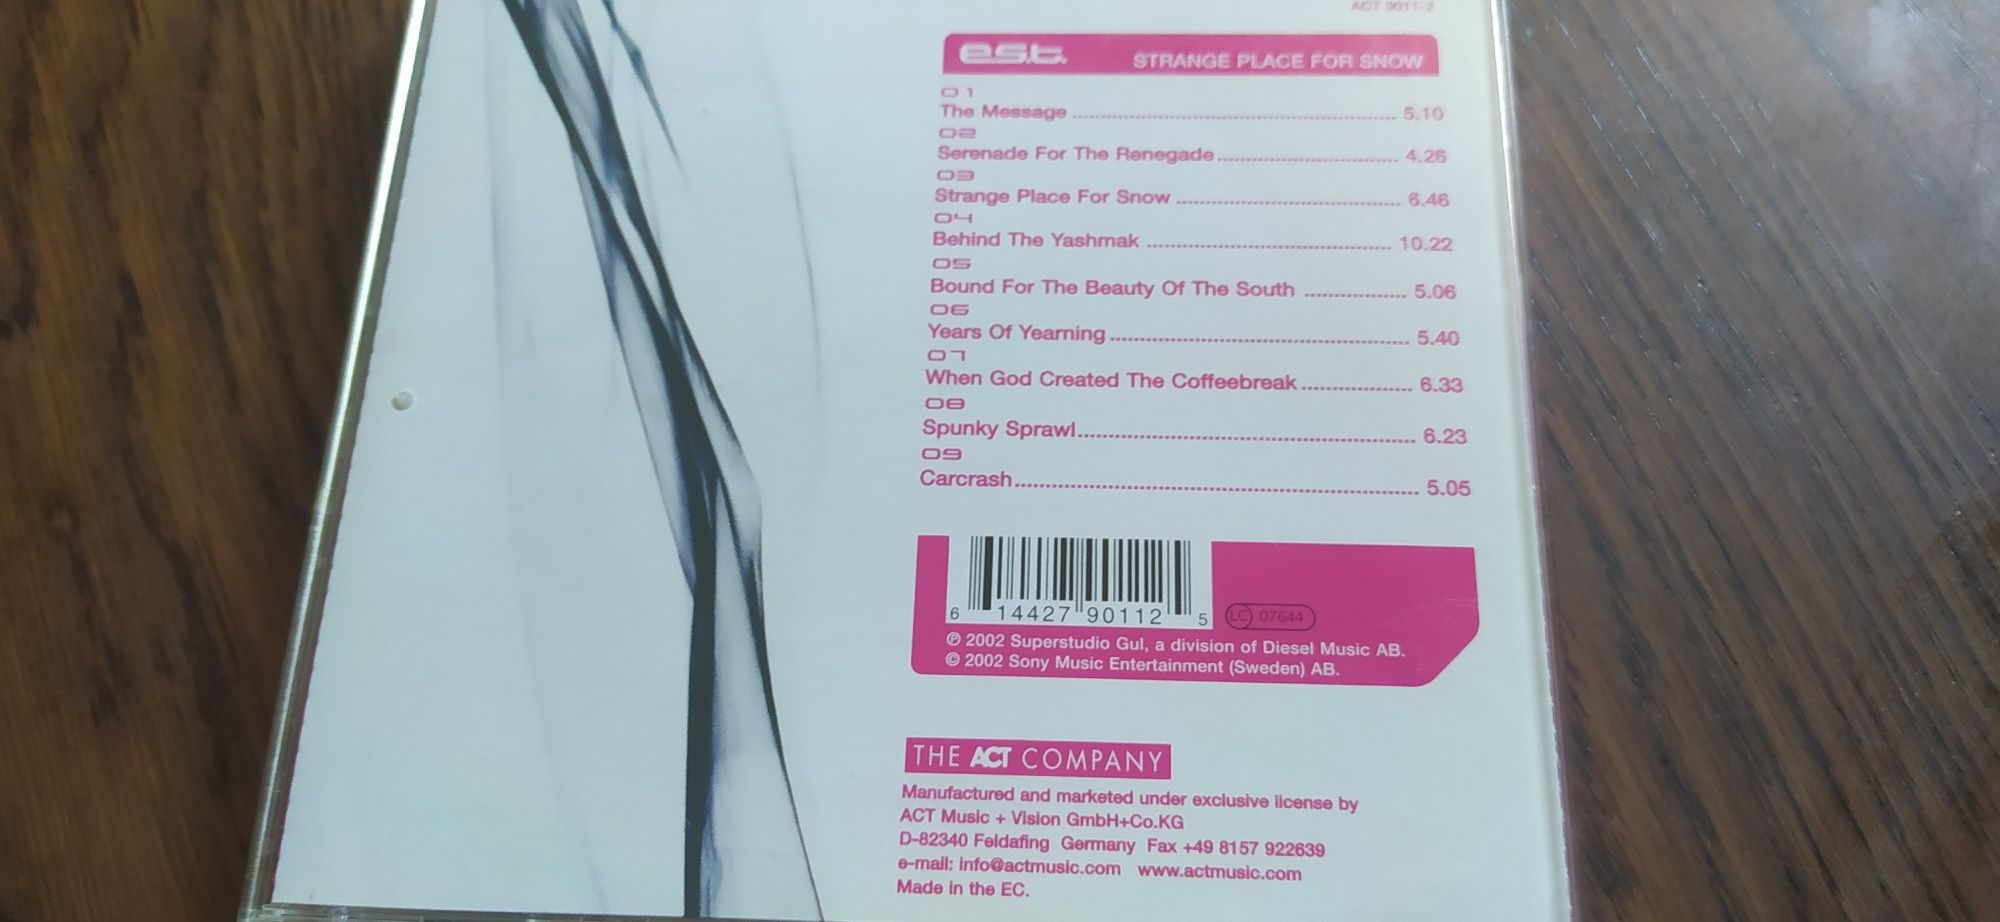 ACT 9011-2
e.s.t. STRANGE PLACE FOR SNOW
01
The Message 5.10
02
Serenade For The Renegade 4.26
03
Strange Place For Snow 6.46
04
Behind The Yashmak 10.22
05
Bound For The Beauty Of The South 5.06
06
Years Of Yearning 5.40
07
When God Created The Coffeebreak 6.33
08
Spunky Sprawl 6.23
09
Carcrash 5.05
6 14427 90112 5 LC 07644
℗ 2002 Superstudio Gul, a division of Diesel Music AB.
© 2002 Sony Music Entertainment (Sweden) AB.
THE ACT COMPANY
Manufactured and marketed under exclusive license by
ACT Music + Vision GmbH+Co.KG
D-82340 Feldafing Germany Fax +49 8157 922639
e-mail: info@actmusic.com www.actmusic.com
Made in the EC.